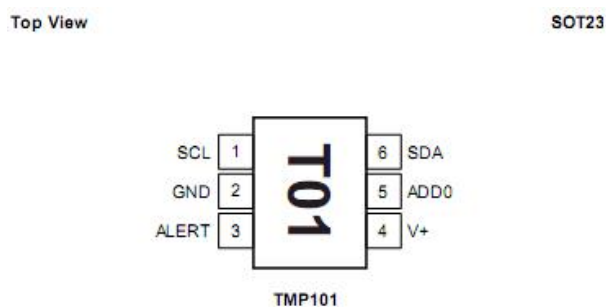 Top View SOT23
SCL 1 T01 6 SDA
GND 2 5 ADD0
ALERT 3 4 V+
TMP101